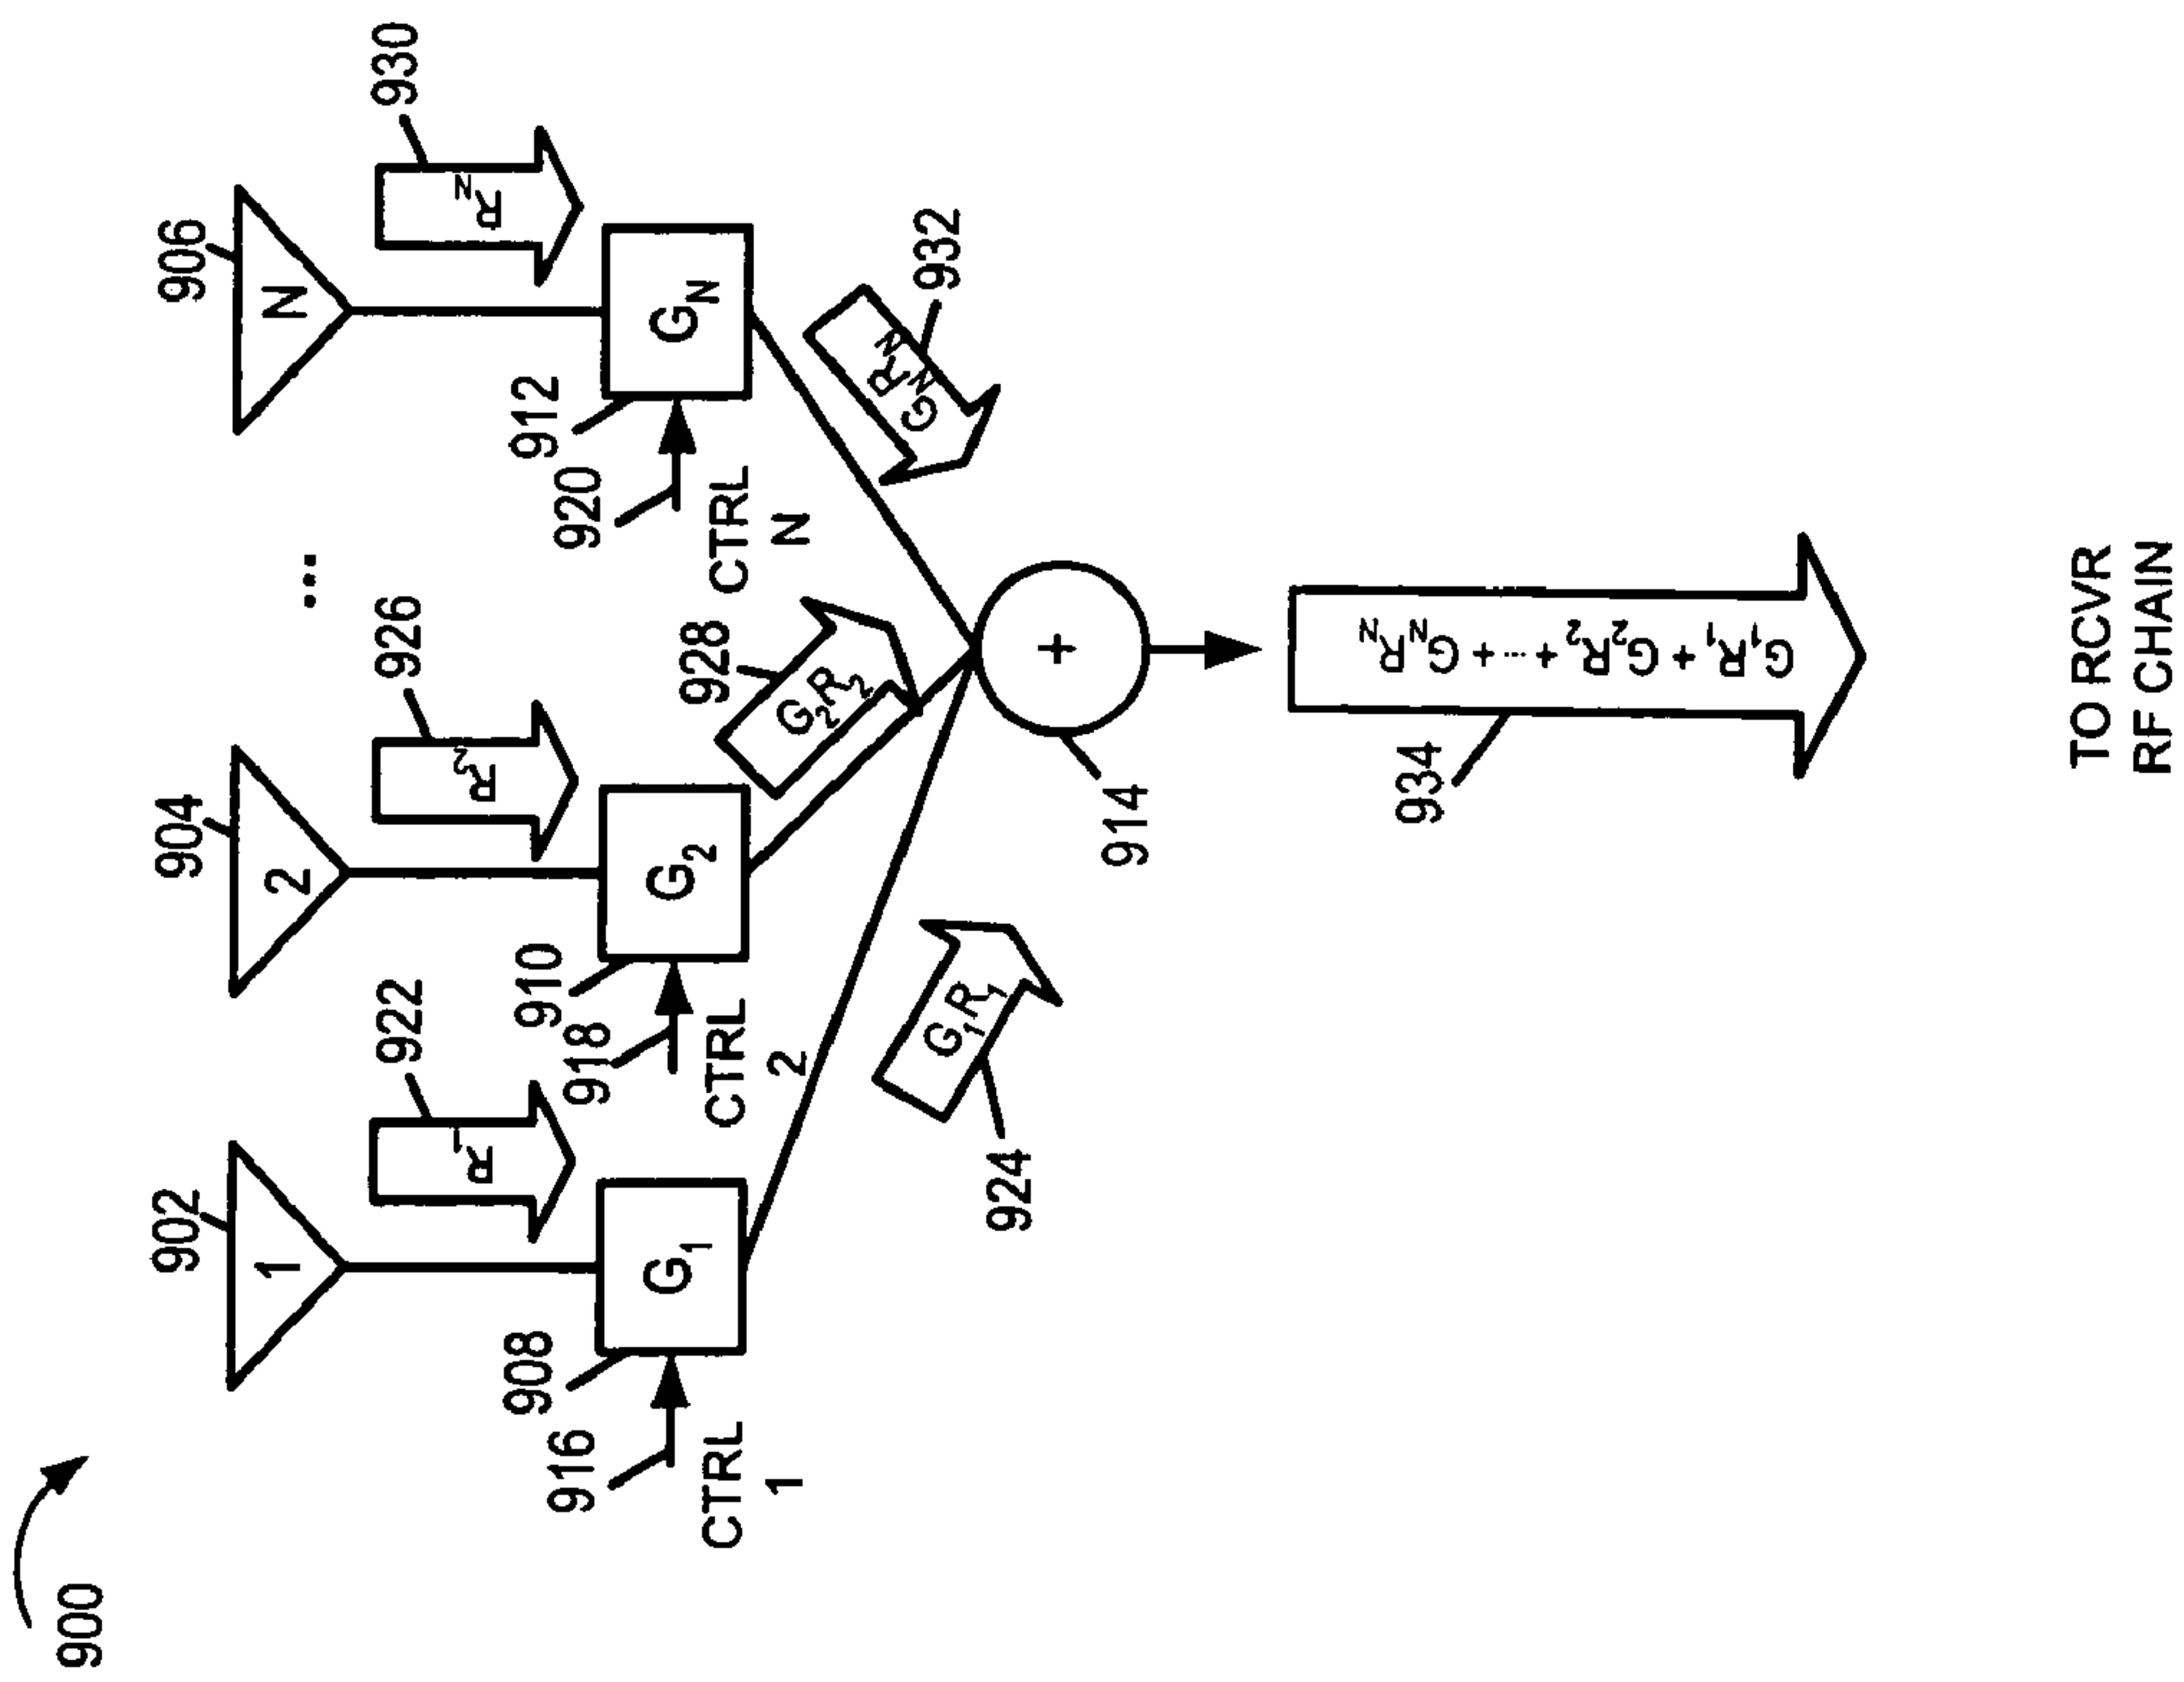 900
902
904
906
1
2
N
922
926
930
R1
R2
RN
...
908
910
912
G1
G2
GN
916
918
920
CTRL
1
CTRL
2
CTRL
N
924
G1R1
928
G2R2
932
GNRN
+
914
934
G1R1 + G2R2 + ... + GNRN
TO RCVR
RF CHAIN